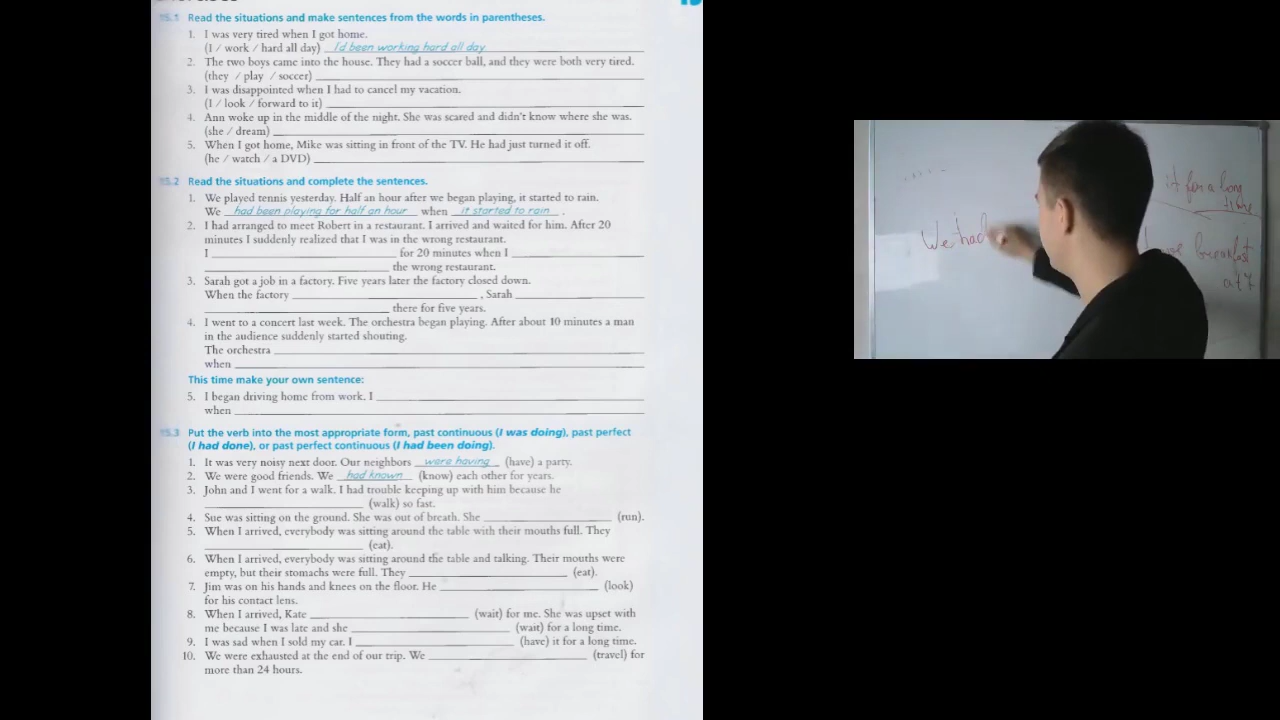 15.1 Read the situations and make sentences from the words in parentheses.
1. I was very tired when I got home.
(I / work / hard all day) I'd been working hard all day
2. The two boys came into the house. They had a soccer ball, and they were both very tired.
(they / play / soccer)
3. I was disappointed when I had to cancel my vacation.
(I / look / forward to it)
4. Ann woke up in the middle of the night. She was scared and didn't know where she was.
(she / dream)
5. When I got home, Mike was sitting in front of the TV. He had just turned it off.
(he / watch / a DVD)
15.2 Read the situations and complete the sentences.
1. We played tennis yesterday. Half an hour after we began playing, it started to rain.
We had been playing for half an hour when it started to rain .
2. I had arranged to meet Robert in a restaurant. I arrived and waited for him. After 20
minutes I suddenly realized that I was in the wrong restaurant.
I for 20 minutes when I
the wrong restaurant.
3. Sarah got a job in a factory. Five years later the factory closed down.
When the factory , Sarah
there for five years.
4. I went to a concert last week. The orchestra began playing. After about 10 minutes a man
in the audience suddenly started shouting.
The orchestra
when
This time make your own sentence:
5. I began driving home from work. I
when
15.3 Put the verb into the most appropriate form, past continuous (I was doing), past perfect
(I had done), or past perfect continuous (I had been doing).
1. It was very noisy next door. Our neighbors were having (have) a party.
2. We were good friends. We had known (know) each other for years.
3. John and I went for a walk. I had trouble keeping up with him because he
(walk) so fast.
4. Sue was sitting on the ground. She was out of breath. She (run).
5. When I arrived, everybody was sitting around the table with their mouths full. They
(eat).
6. When I arrived, everybody was sitting around the table and talking. Their mouths were
empty, but their stomachs were full. They (eat).
7. Jim was on his hands and knees on the floor. He (look)
for his contact lens.
8. When I arrived, Kate (wait) for me. She was upset with
me because I was late and she (wait) for a long time.
9. I was sad when I sold my car. I (have) it for a long time.
10. We were exhausted at the end of our trip. We (travel) for
more than 24 hours.
it for a long
time
We had
breakfast
at 7